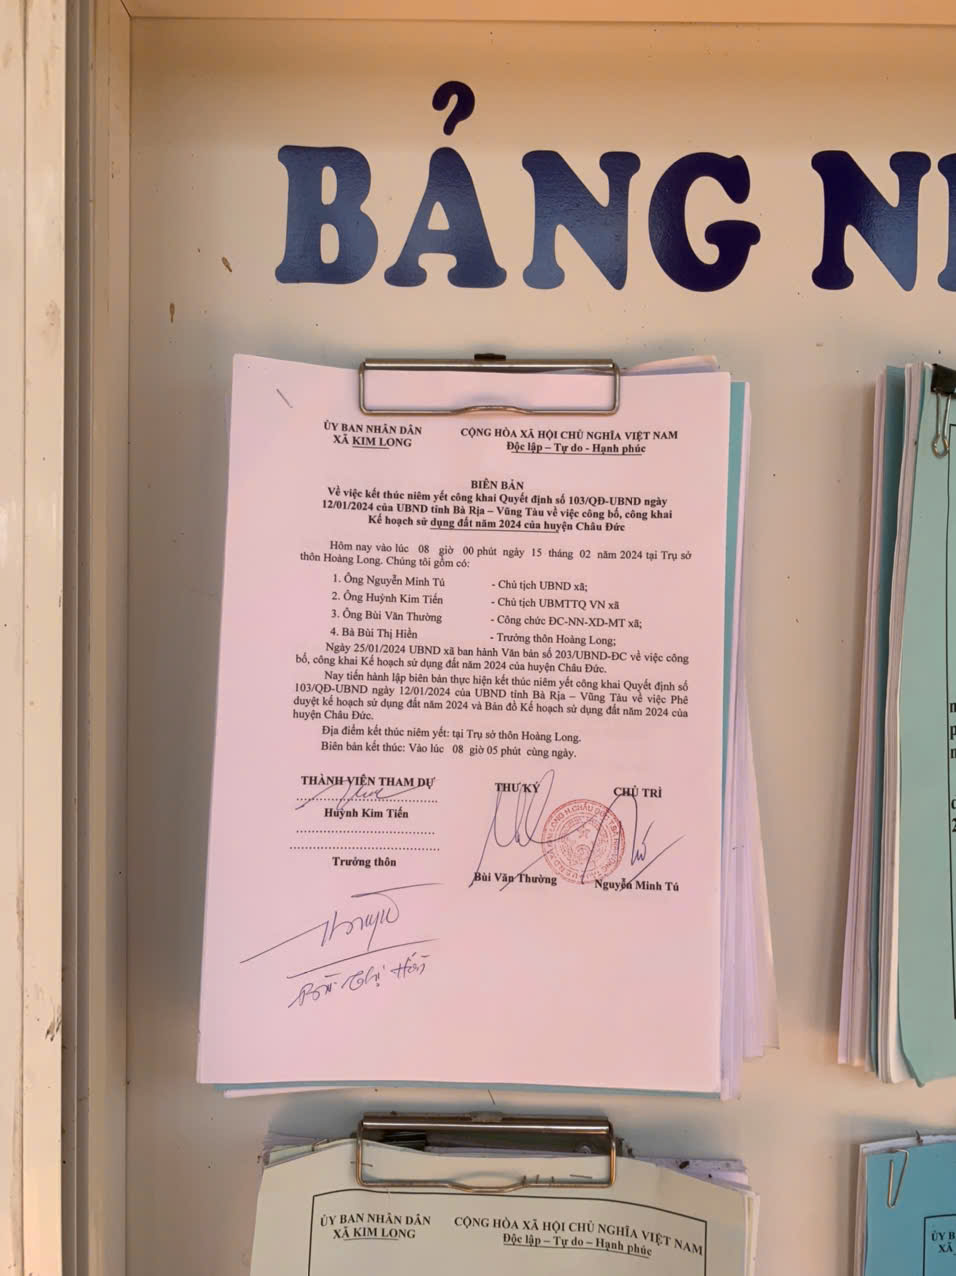 BẢNG N
ỦY BAN NHÂN DÂN
XÃ KIM LONG
CỘNG HÒA XÃ HỘI CHỦ NGHĨA VIỆT NAM
Độc lập – Tự do - Hạnh phúc
BIÊN BẢN
Về việc kết thúc niêm yết công khai Quyết định số 103/QĐ-UBND ngày
12/01/2024 của UBND tỉnh Bà Rịa – Vũng Tàu về việc công bố, công khai
Kế hoạch sử dụng đất năm 2024 của huyện Châu Đức
Hôm nay vào lúc 08 giờ 00 phút ngày 15 tháng 02 năm 2024 tại Trụ sở
thôn Hoàng Long. Chúng tôi gồm có:
1. Ông Nguyễn Minh Tú - Chủ tịch UBND xã;
2. Ông Huỳnh Kim Tiến - Chủ tịch UBMTTQ VN xã
3. Ông Bùi Văn Thường - Công chức ĐC-NN-XD-MT xã;
4. Bà Bùi Thị Hiền - Trưởng thôn Hoàng Long;
Ngày 25/01/2024 UBND xã ban hành Văn bản số 203/UBND-ĐC về việc công
bố, công khai Kế hoạch sử dụng đất năm 2024 của huyện Châu Đức.
Nay tiến hành lập biên bản thực hiện kết thúc niêm yết công khai Quyết định số
103/QĐ-UBND ngày 12/01/2024 của UBND tỉnh Bà Rịa – Vũng Tàu về việc Phê
duyệt kế hoạch sử dụng đất năm 2024 và Bản đồ Kế hoạch sử dụng đất năm 2024 của
huyện Châu Đức.
Địa điểm kết thúc niêm yết: tại Trụ sở thôn Hoàng Long.
Biên bản kết thúc: Vào lúc 08 giờ 05 phút cùng ngày.
THÀNH VIÊN THAM DỰ
Huỳnh Kim Tiến
Trưởng thôn
THƯ KÝ
Bùi Văn Thường
CHỦ TRÌ
Nguyễn Minh Tú
ỦY BAN NHÂN DÂN
XÃ KIM LONG
CỘNG HÒA XÃ HỘI CHỦ NGHĨA VIỆT NAM
Độc lập – Tự do - Hạnh phúc